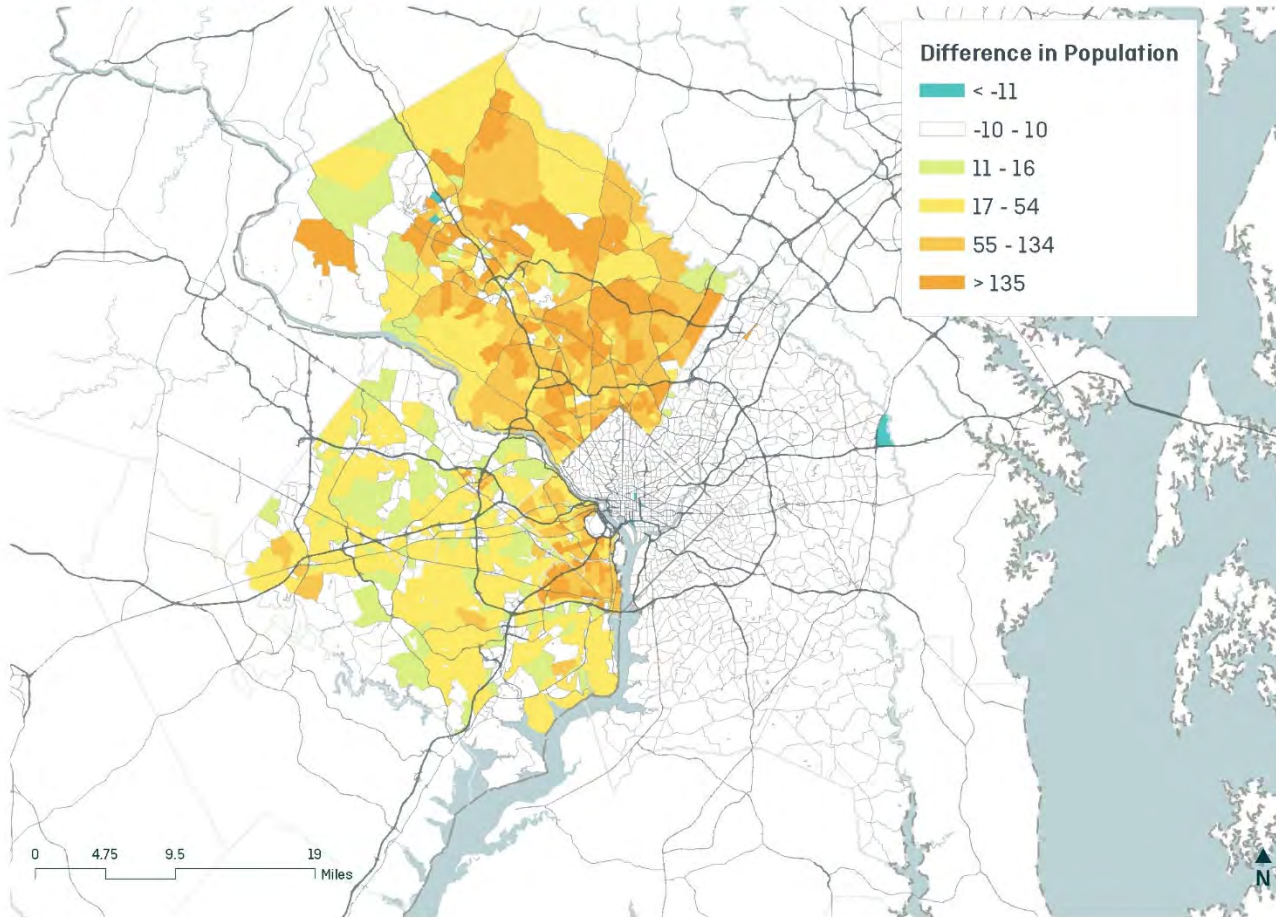 Difference in Population
< -11
-10 - 10
11 - 16
17 - 54
55 - 134
> 135
0 4.75 9.5 19
Miles
N